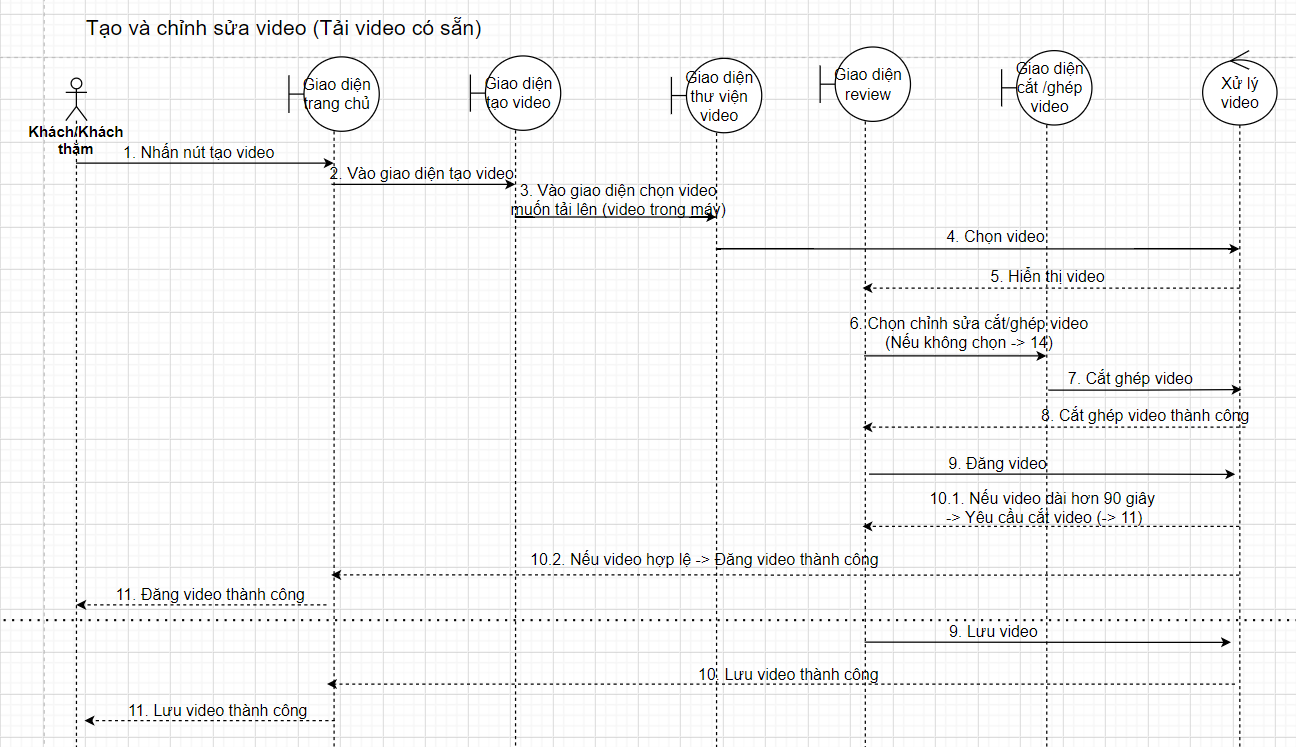 Tạo và chỉnh sửa video (Tải video có sẵn)
Khách/Khách
thăm
Giao diện
trang chủ
Giao diện
tạo video
Giao diện
thư viện
video
Giao diện
review
Giao diện
cắt /ghép
video
Xử lý
video
1. Nhấn nút tạo video
2. Vào giao diện tạo video
3. Vào giao diện chọn video
muốn tải lên (video trong máy)
4. Chọn video
5. Hiển thị video
6. Chọn chỉnh sửa cắt/ghép video
(Nếu không chọn -> 14)
7. Cắt ghép video
8. Cắt ghép video thành công
9. Đăng video
10.1. Nếu video dài hơn 90 giây
-> Yêu cầu cắt video (-> 11)
10.2. Nếu video hợp lệ -> Đăng video thành công
11. Đăng video thành công
9. Lưu video
10. Lưu video thành công
11. Lưu video thành công